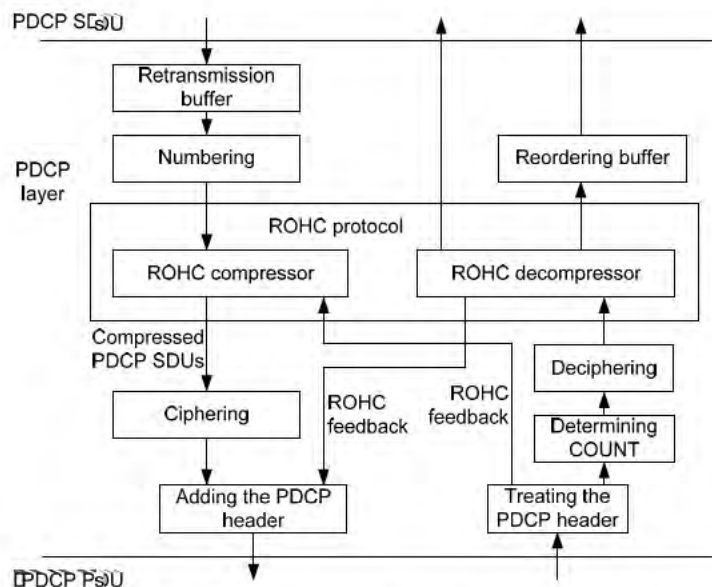 PDCP SDU
Retransmission
buffer
Numbering
Reordering buffer
PDCP
layer
ROHC protocol
ROHC compressor
ROHC decompressor
Compressed
PDCP SDUs
Deciphering
Ciphering
ROHC
feedback
ROHC
feedback
Determining
COUNT
Adding the PDCP
header
Treating the
PDCP header
PDCP